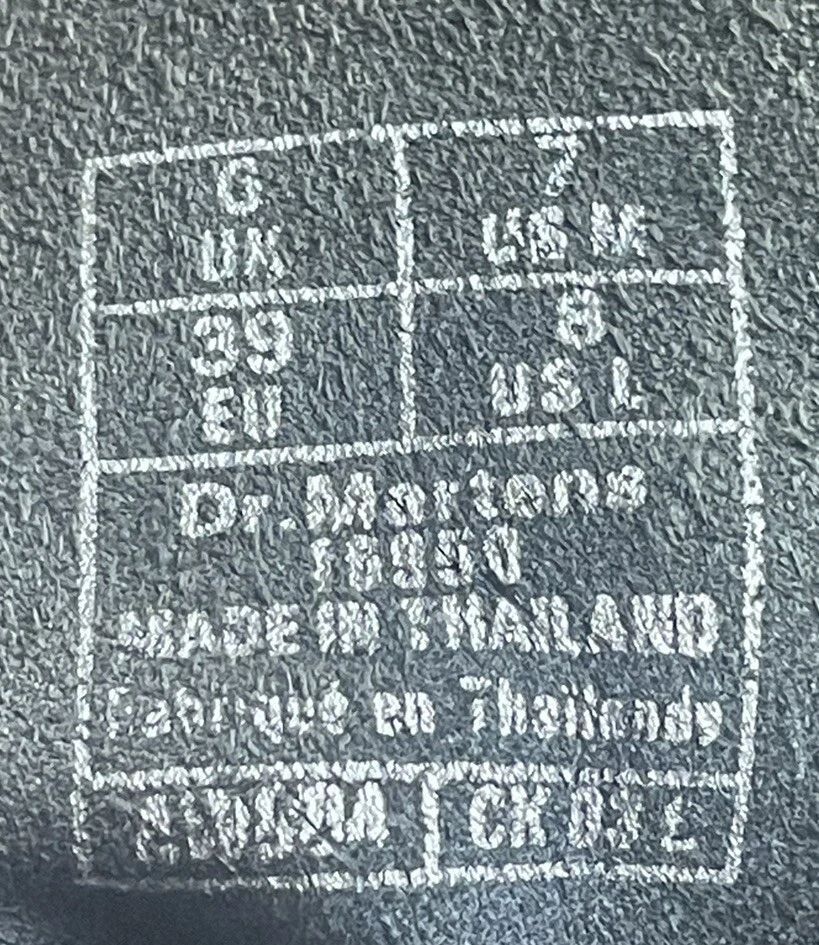 6 7
UK US M
39 8
EU US L
Dr. Martens
MADE IN THAILAND
Fabriqué en Thaïlande